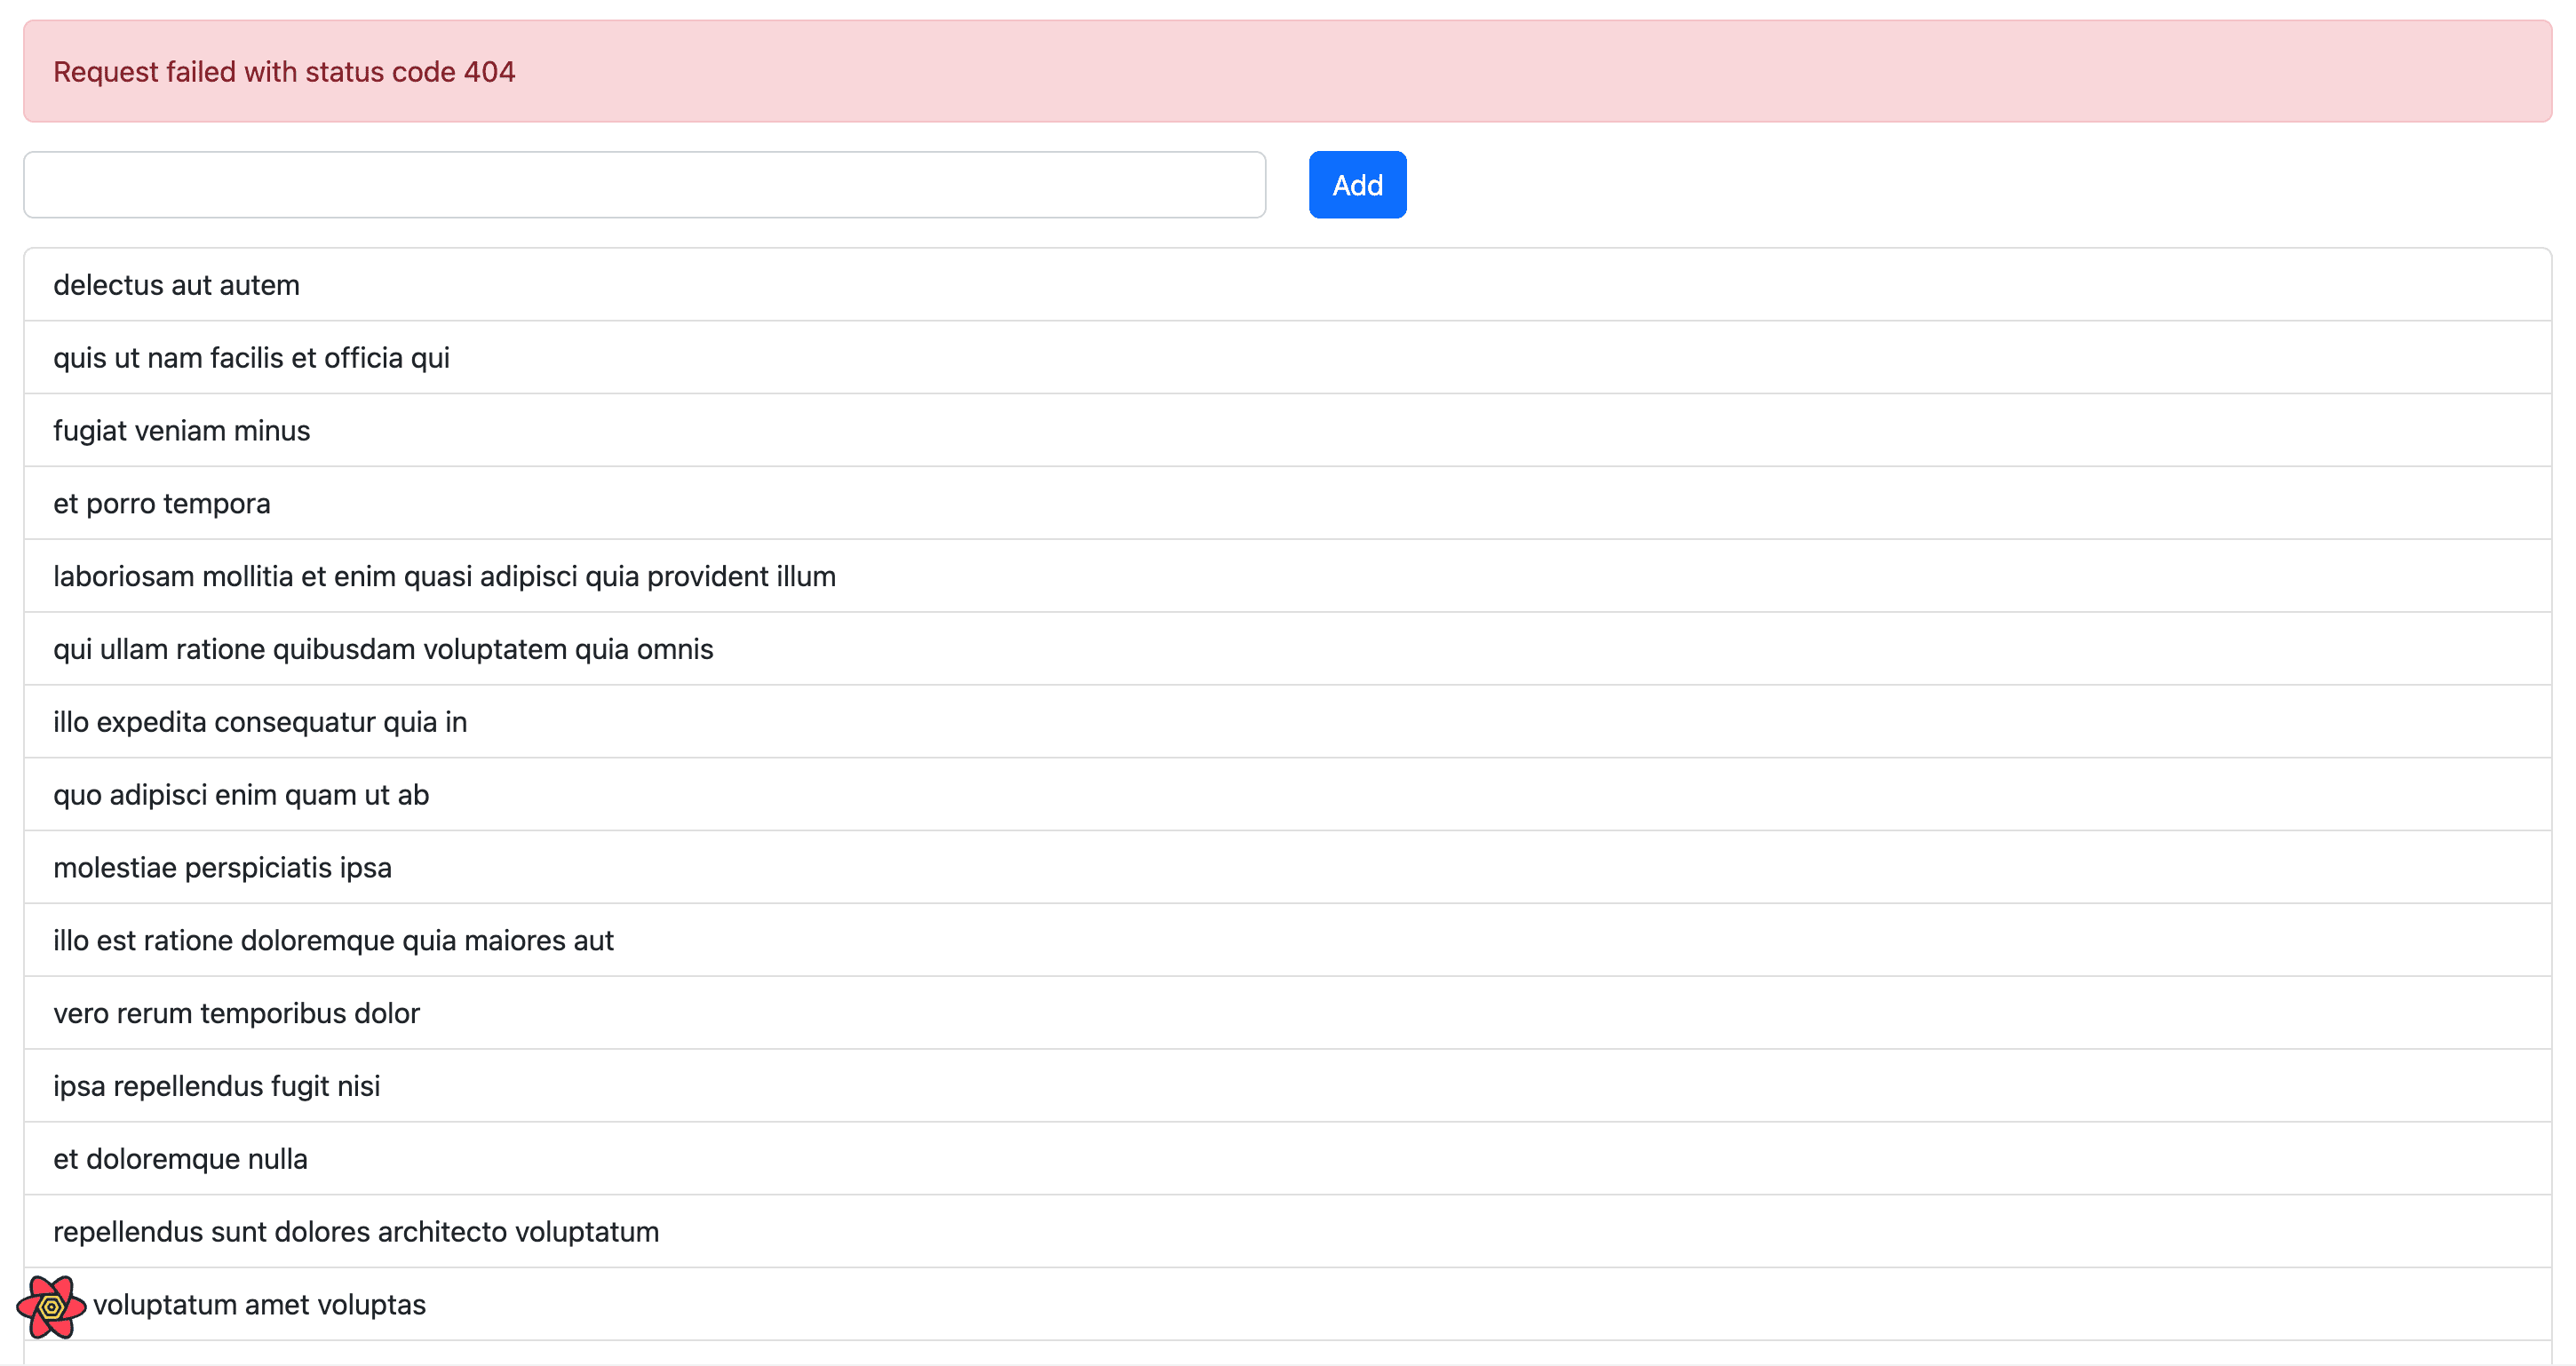 Request failed with status code 404
Add
delectus aut autem
quis ut nam facilis et officia qui
fugiat veniam minus
et porro tempora
laboriosam mollitia et enim quasi adipisci quia provident illum
qui ullam ratione quibusdam voluptatem quia omnis
illo expedita consequatur quia in
quo adipisci enim quam ut ab
molestiae perspiciatis ipsa
illo est ratione doloremque quia maiores aut
vero rerum temporibus dolor
ipsa repellendus fugit nisi
et doloremque nulla
repellendus sunt dolores architecto voluptatum
voluptatum amet voluptas